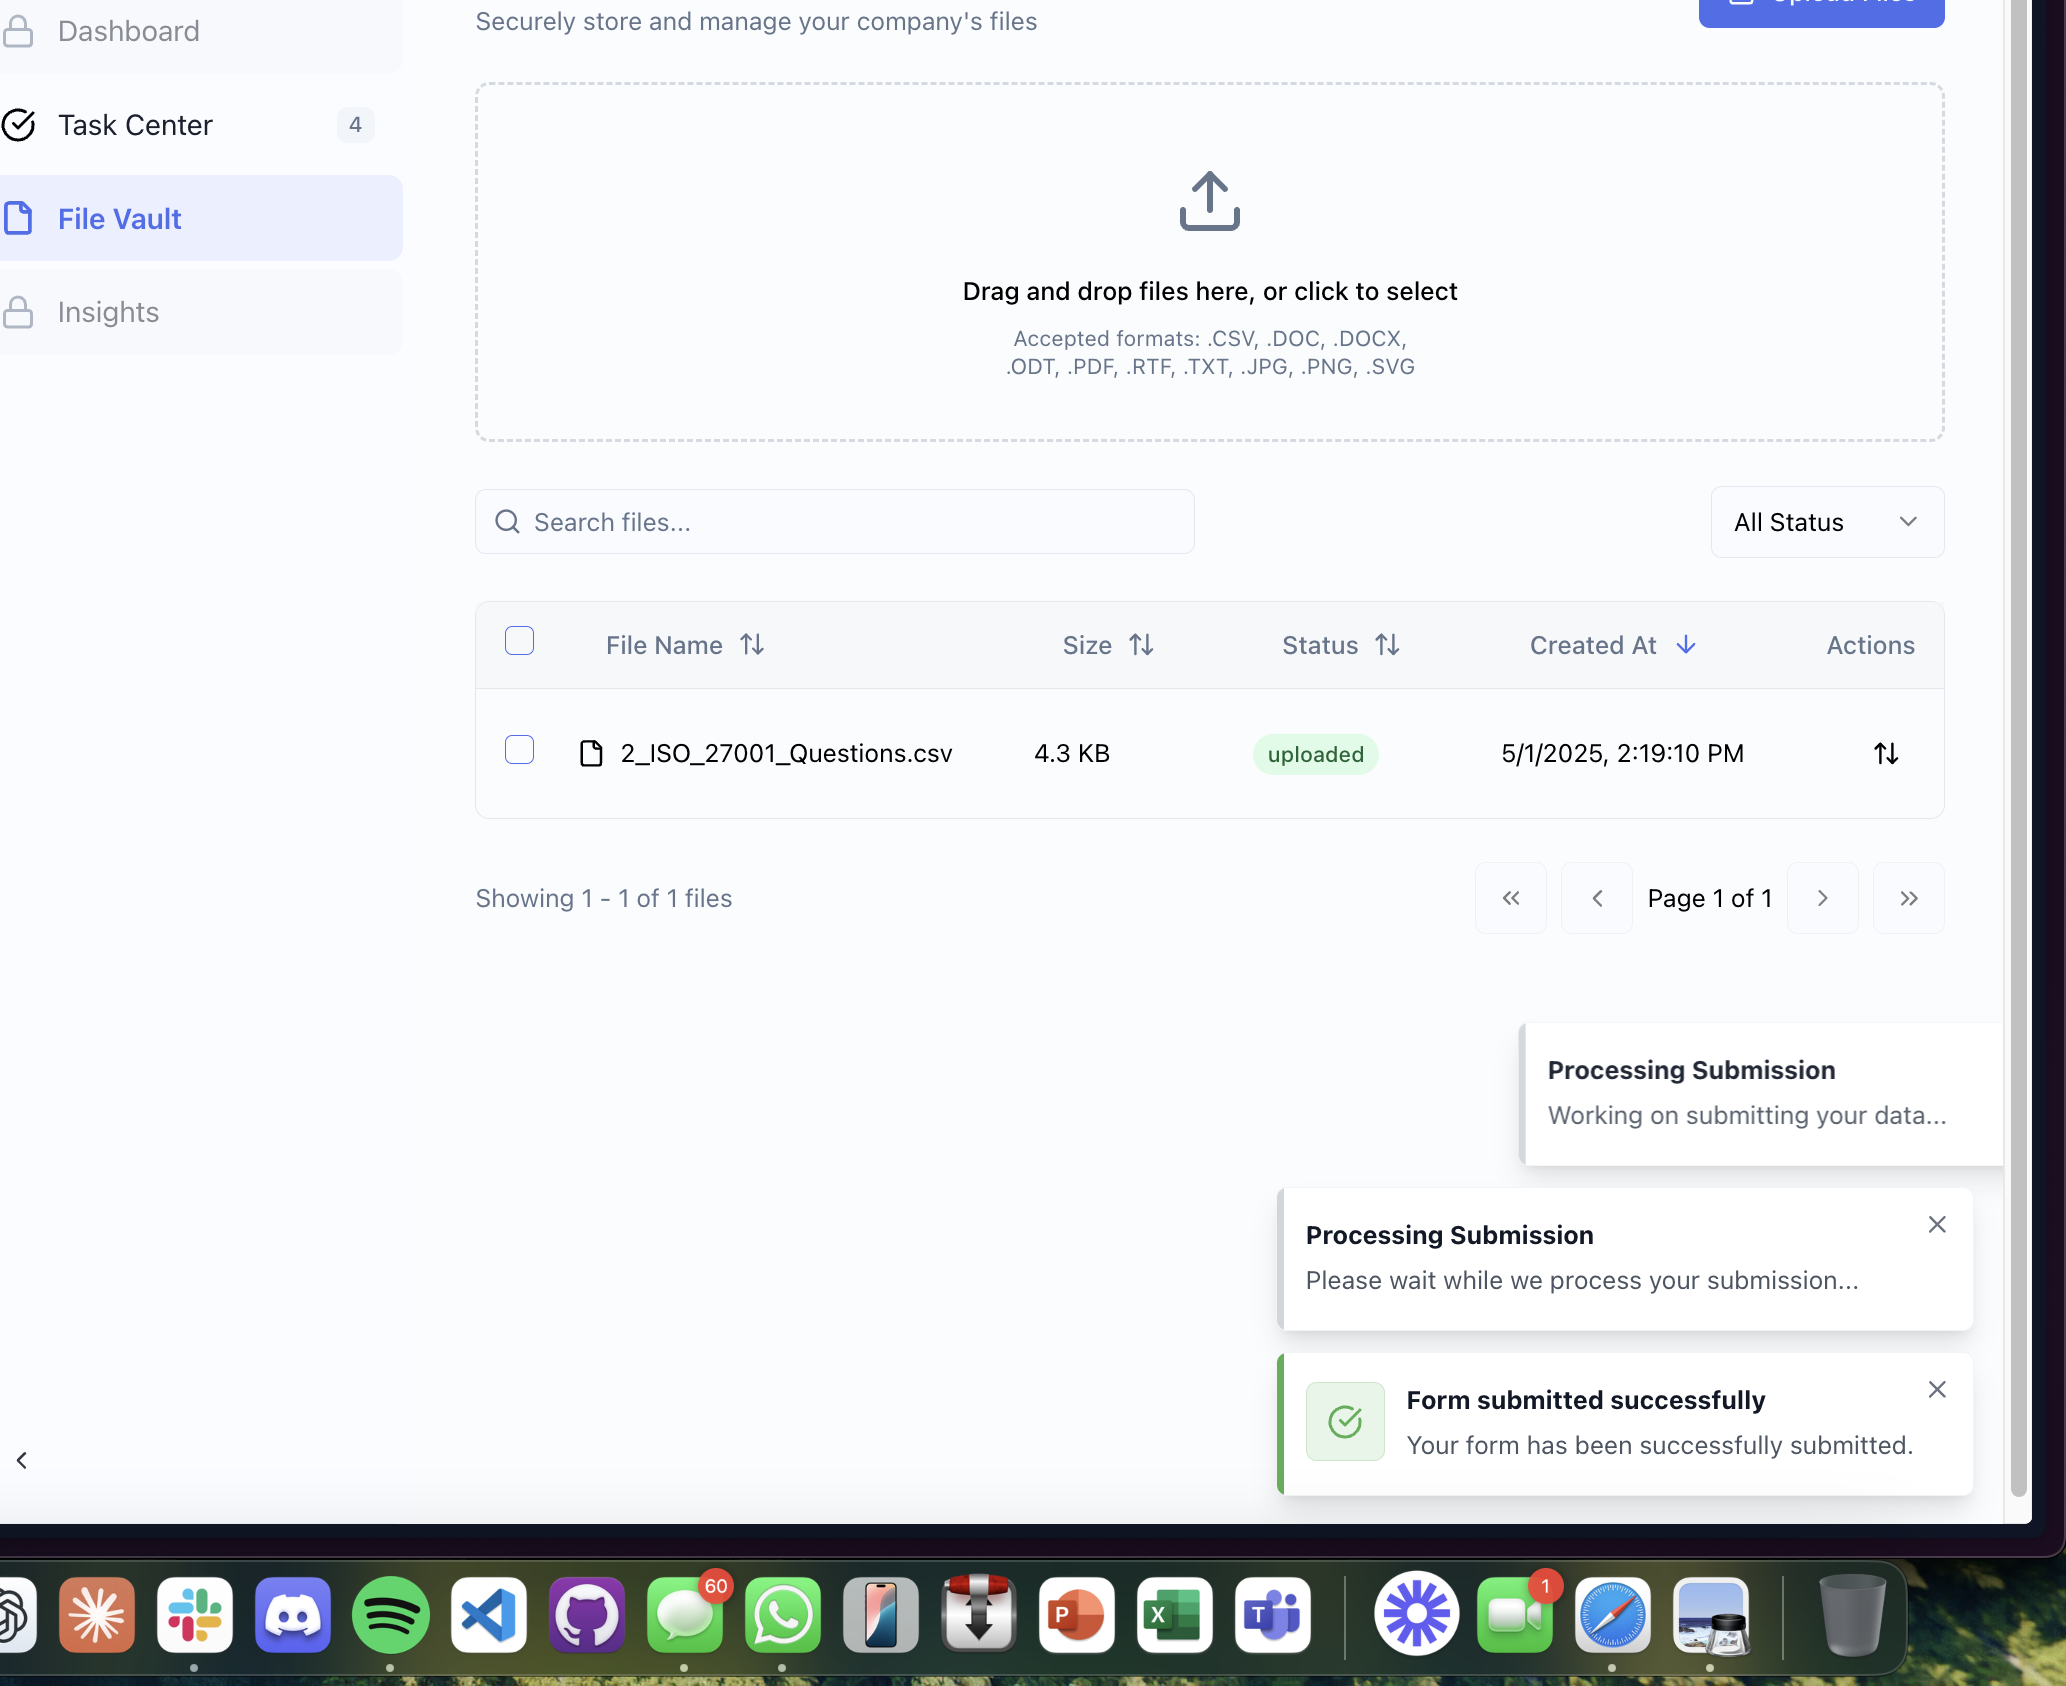 Dashboard
Task Center
4
File Vault
Insights
Securely store and manage your company's files
Upload Files
Drag and drop files here, or click to select
Accepted formats: .CSV, .DOC, .DOCX,
.ODT, .PDF, .RTF, .TXT, .JPG, .PNG, .SVG
Search files...
All Status
File Name
Size
Status
Created At
Actions
2_ISO_27001_Questions.csv
4.3 KB
uploaded
5/1/2025, 2:19:10 PM
Showing 1 - 1 of 1 files
Page 1 of 1
Processing Submission
Working on submitting your data...
Processing Submission
Please wait while we process your submission...
Form submitted successfully
Your form has been successfully submitted.
60
P
X
T
1